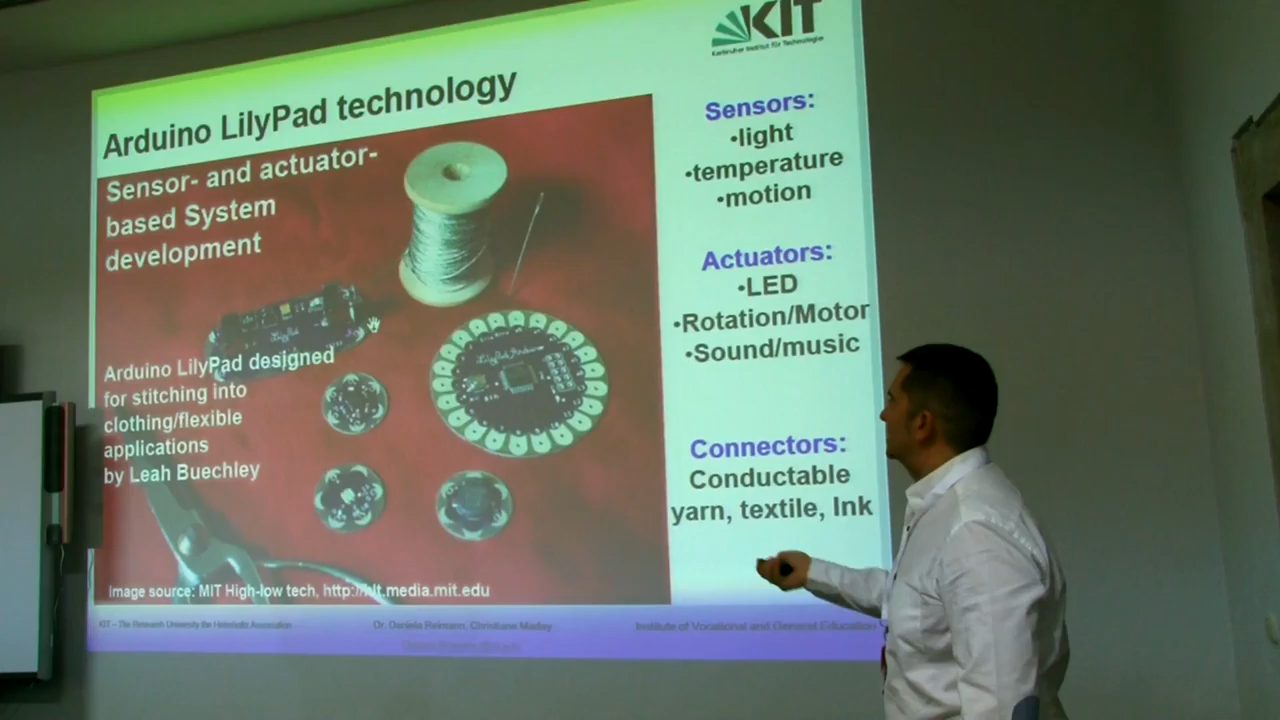 KIT
Karlsruher Institut für Technologie
Arduino LilyPad technology
Sensor- and actuator-
based System
development
Arduino LilyPad designed
for stitching into
clothing/flexible
applications
by Leah Buechley
Image source: MIT High-low tech, http://hlt.media.mit.edu
Sensors:
•light
•temperature
•motion
Actuators:
•LED
•Rotation/Motor
•Sound/music
Connectors:
Conductable
yarn, textile, Ink
KIT – The Research University the Helmholtz Association
Dr. Daniela Reimann, Christiane Maday
Institute of Vocational and General Education